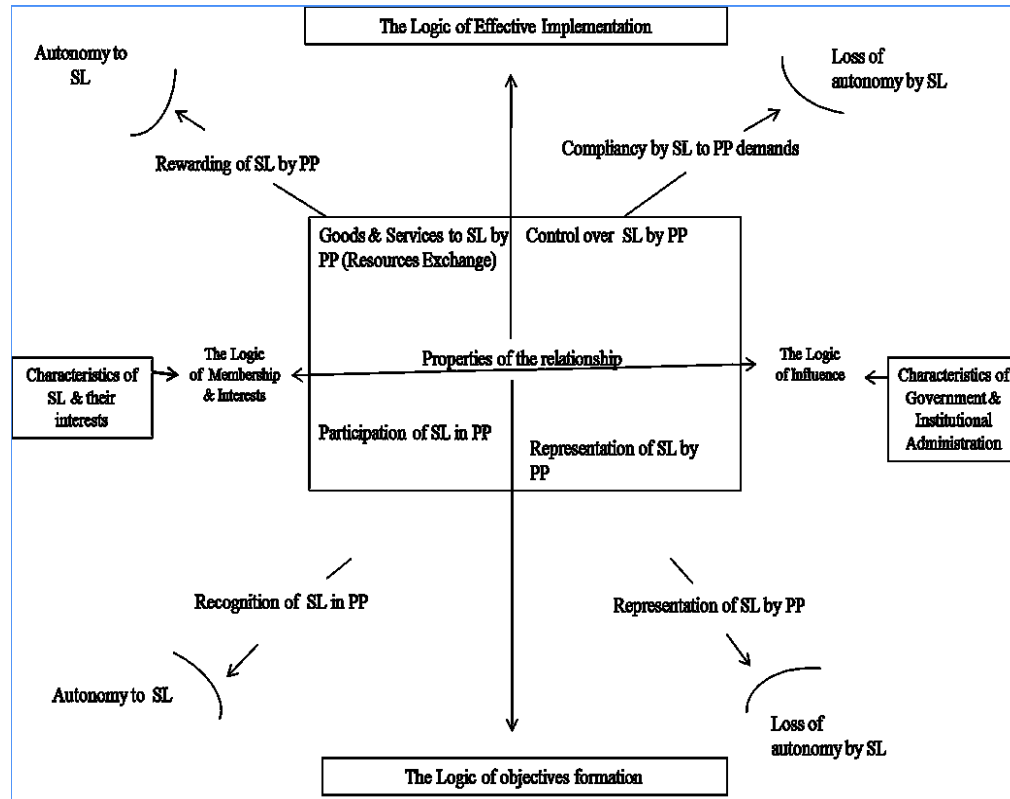 The Logic of Effective Implementation
Autonomy to
SL
Loss of
autonomy by SL
Rewarding of SL by PP
Compliancy by SL to PP demands
Goods & Services to SL by
PP (Resources Exchange)
Control over SL by PP
Properties of the relationship
The Logic
of Membership
& Interests
The Logic
of Influence
Characteristics of
SL & their
interests
Characteristics of
Government &
Institutional
Administration
Participation of SL in PP
Representation of SL by
PP
Recognition of SL in PP
Representation of SL by PP
Autonomy to SL
Loss of
autonomy by SL
The Logic of objectives formation